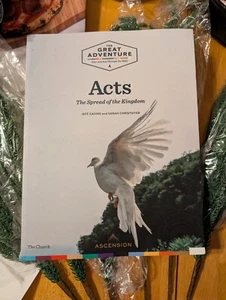 THE
GREAT
ADVENTURE
Acts
The Spread of the Kingdom
JEFF CAVINS and SARAH CHRISTMYER
The Church
ASCENSION